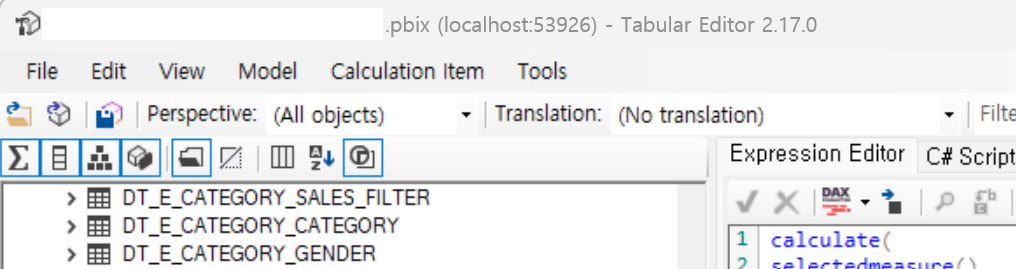 .pbix (localhost:53926) - Tabular Editor 2.17.0
File Edit View Model Calculation Item Tools
Perspective: (All objects) Translation: (No translation) Filte
Expression Editor C# Script
DT_E_CATEGORY_SALES_FILTER
DT_E_CATEGORY_CATEGORY
DT_E_CATEGORY_GENDER
DAX
1 calculate(
2 selectedmeasure()